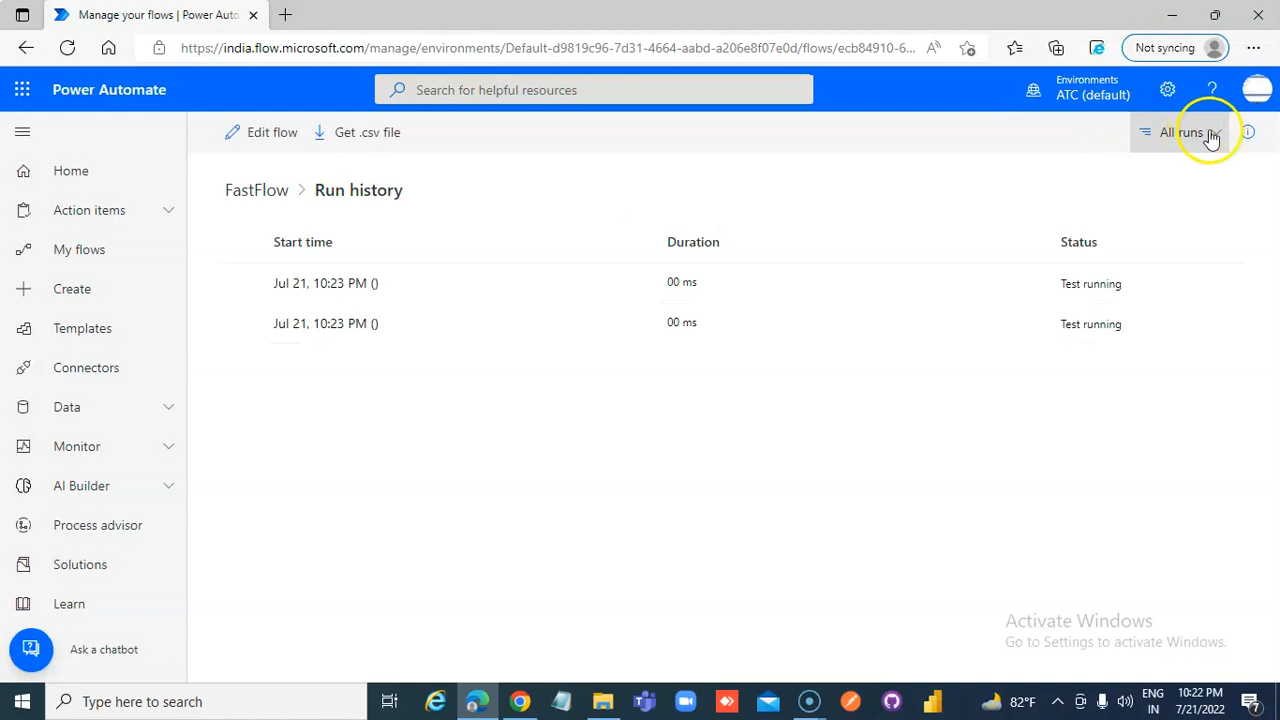 Manage your flows | Power Auto
https://india.flow.microsoft.com/manage/environments/Default-d9819c96-7d31-4664-aabd-a206e8f07e0d/flows/ecb84910-6...
Not syncing
Power Automate
Search for helpful resources
Environments
ATC (default)
Edit flow
Get .csv file
All runs
Home
Action items
My flows
Create
Templates
Connectors
Data
Monitor
AI Builder
Process advisor
Solutions
Learn
Ask a chatbot
FastFlow > Run history
Start time Duration Status
Jul 21, 10:23 PM () 00 ms Test running
Jul 21, 10:23 PM () 00 ms Test running
Activate Windows
Go to Settings to activate Windows.
Type here to search
82°F
ENG
IN
10:22 PM
7/21/2022
7